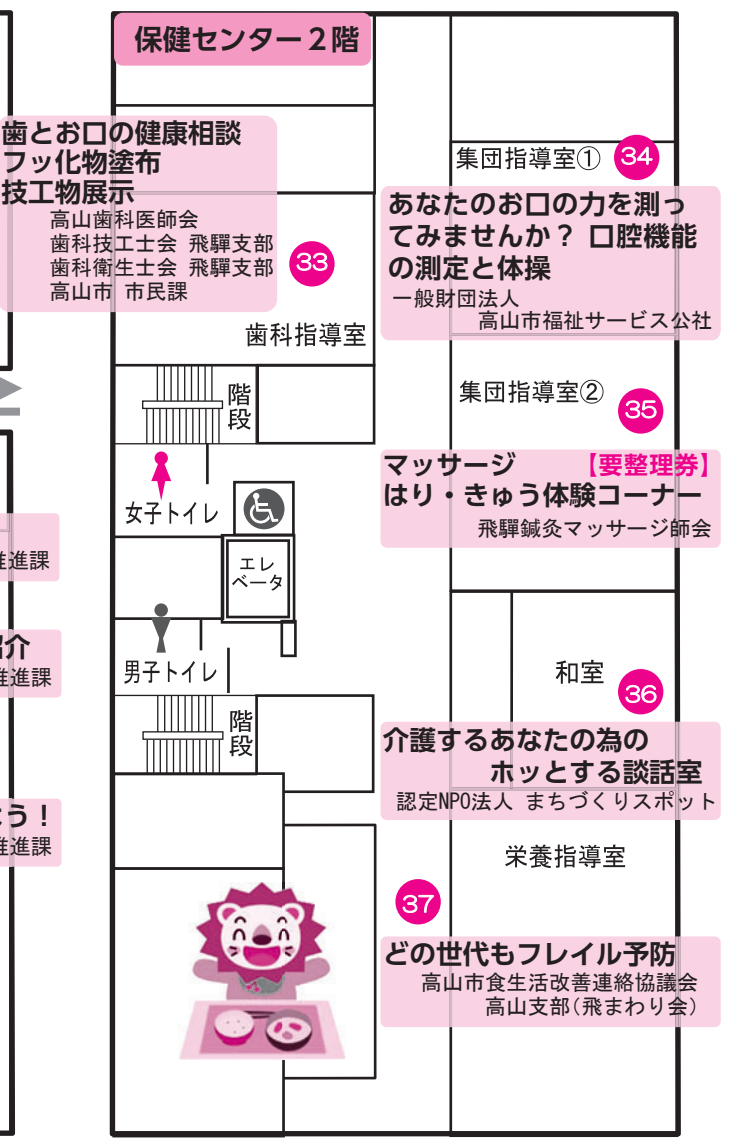 保健センター２階
歯とお口の健康相談
フッ化物塗布
技工物展示
高山歯科医師会
歯科技工士会 飛騨支部
歯科衛生士会 飛騨支部
高山市 市民課
33
歯科指導室
階段
女子トイレ
エレベータ
男子トイレ
階段
集団指導室① 34
あなたのお口の力を測っ
てみませんか？ 口腔機能
の測定と体操
一般財団法人
高山市福祉サービス公社
集団指導室②
35
マッサージ 【要整理券】
はり・きゅう体験コーナー
飛騨鍼灸マッサージ師会
和室
36
介護するあなたの為の
ホッとする談話室
認定NPO法人 まちづくりスポット
栄養指導室
37
どの世代もフレイル予防
高山市食生活改善連絡協議会
高山支部（飛まわり会）
進課
介
進課
う！
進課